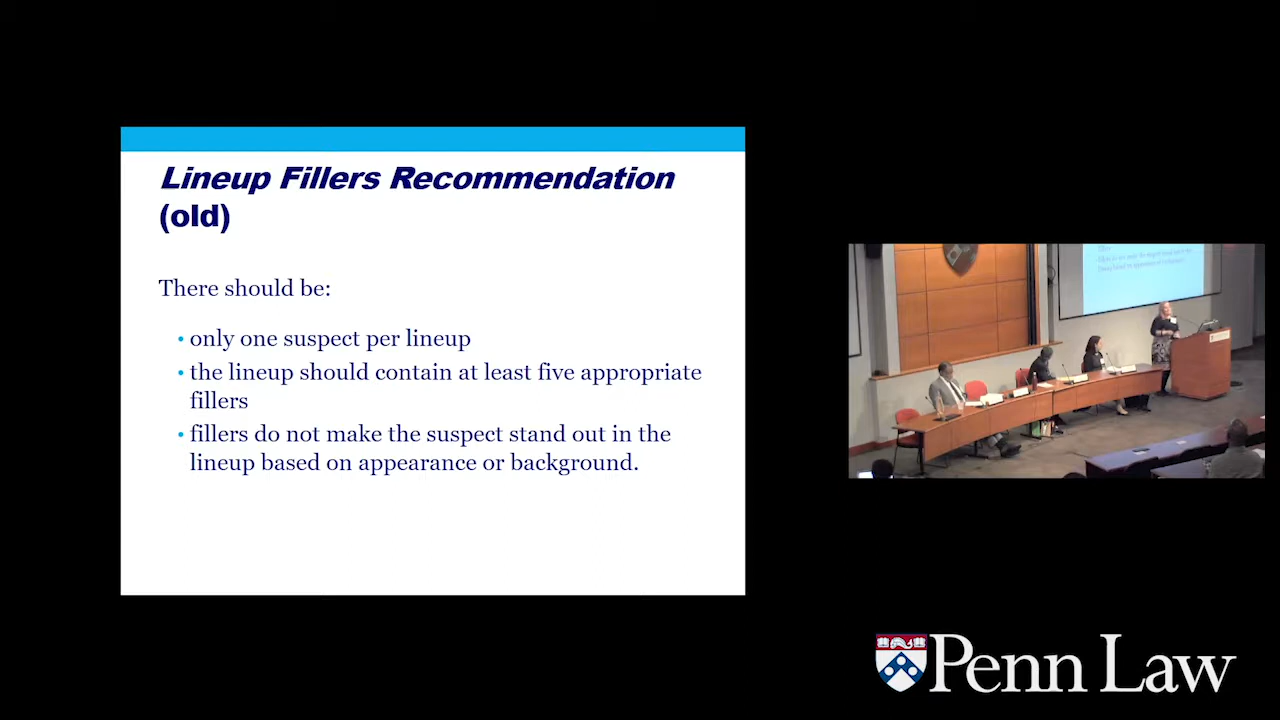 Lineup Fillers Recommendation
(old)
There should be:
• only one suspect per lineup
• the lineup should contain at least five appropriate
fillers
• fillers do not make the suspect stand out in the
lineup based on appearance or background.
Penn Law